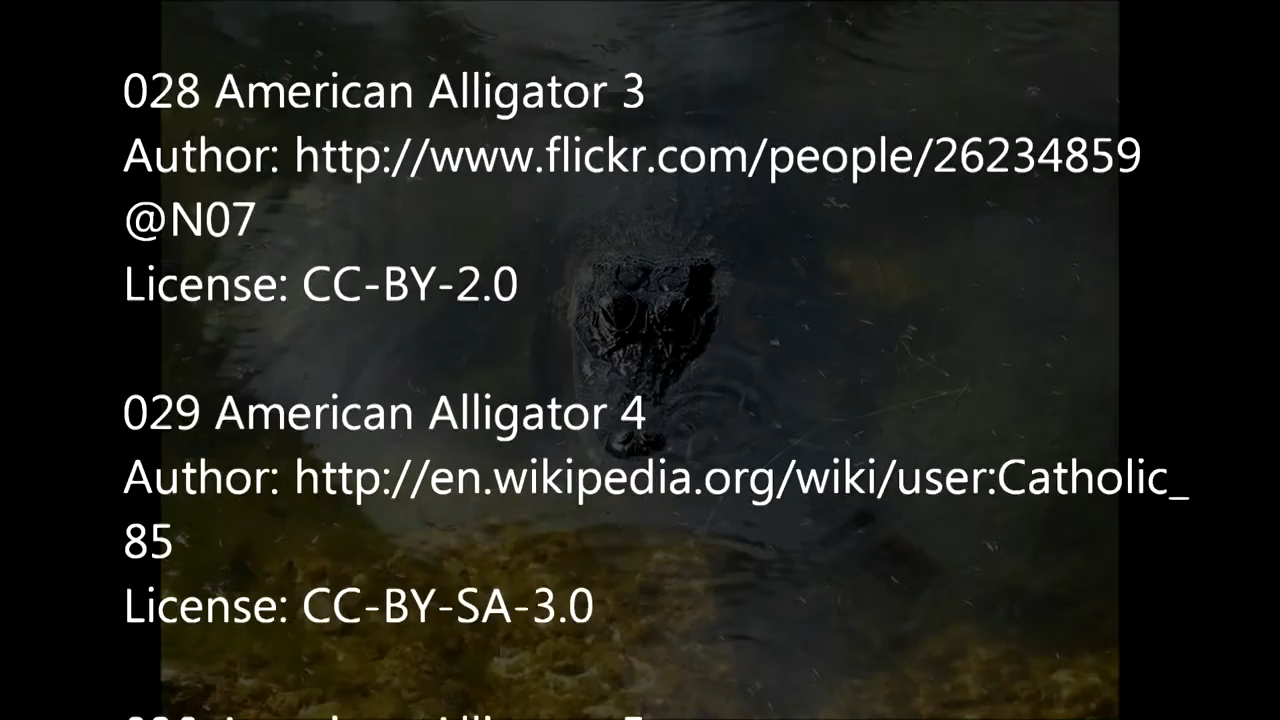 028 American Alligator 3
Author: http://www.flickr.com/people/26234859
@N07
License: CC-BY-2.0
029 American Alligator 4
Author: http://en.wikipedia.org/wiki/user:Catholic_
85
License: CC-BY-SA-3.0